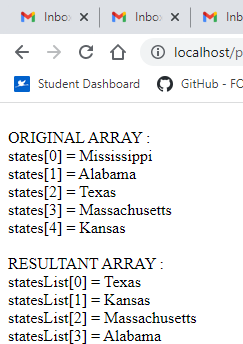 Inbo
Inbo
Inb
localhost/p
Student Dashboard
GitHub - FC
ORIGINAL ARRAY :
states[0] = Mississippi
states[1] = Alabama
states[2] = Texas
states[3] = Massachusetts
states[4] = Kansas
RESULTANT ARRAY :
statesList[0] = Texas
statesList[1] = Kansas
statesList[2] = Massachusetts
statesList[3] = Alabama